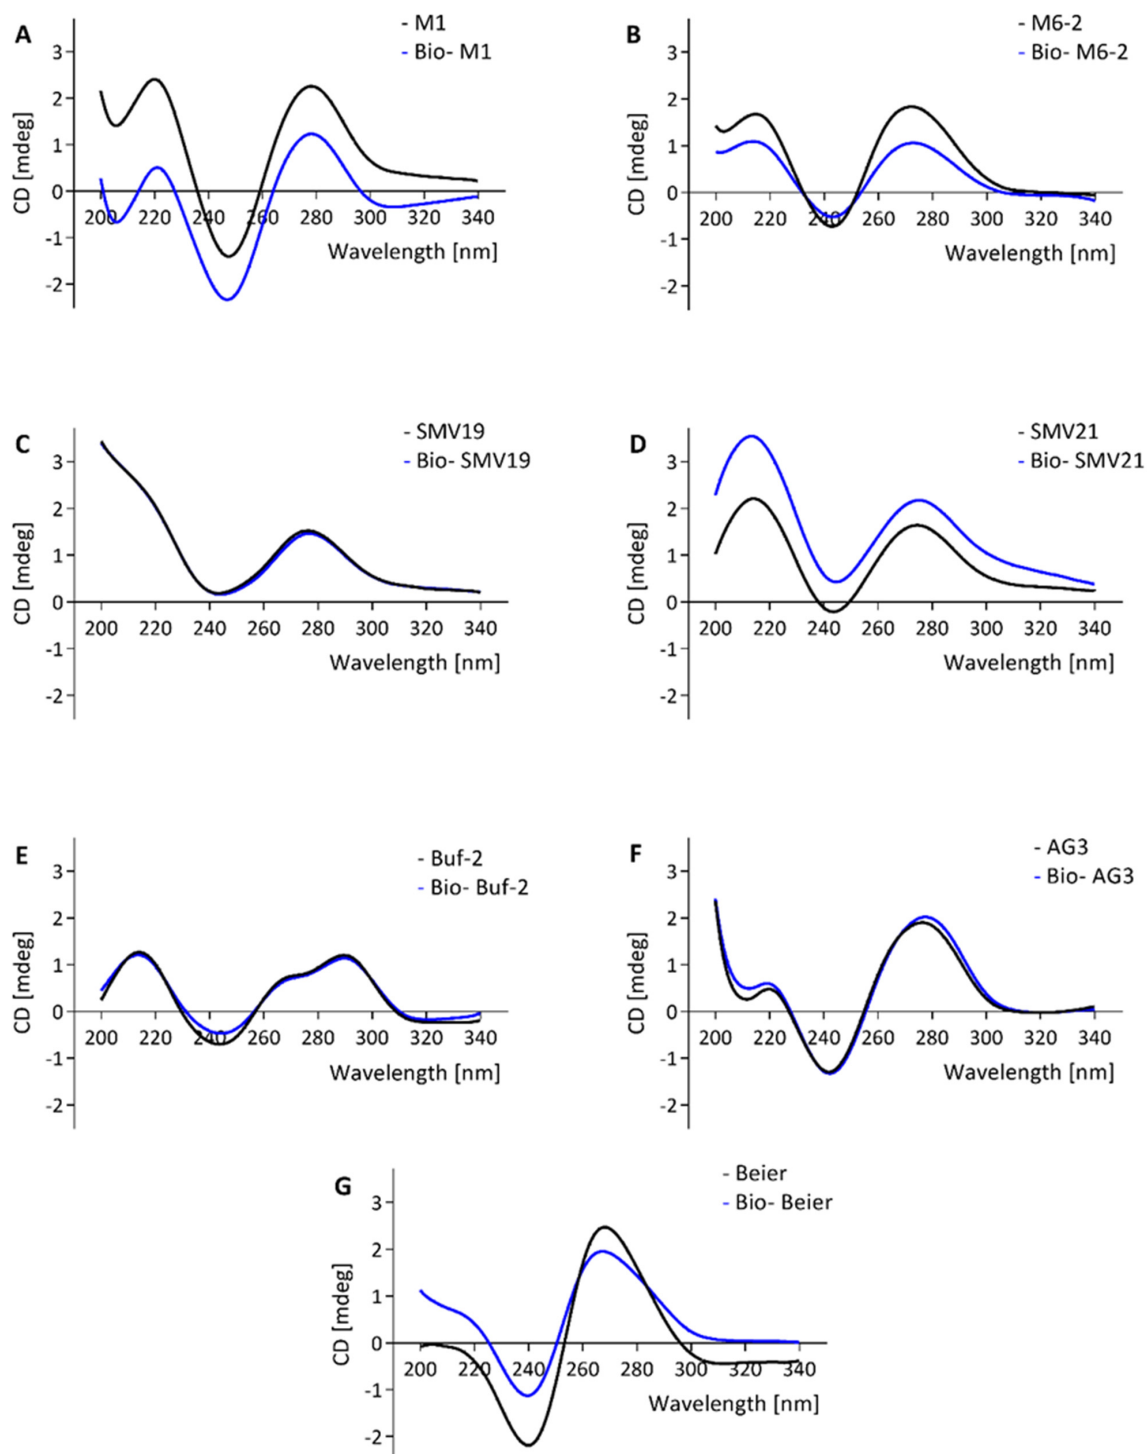 A
- M1
- Bio- M1
3
2
1
0
-1
-2
CD [mdeg]
200 220 240 260 280 300 320 340
Wavelength [nm]
B
- M6-2
- Bio- M6-2
3
2
1
0
-1
-2
CD [mdeg]
200 220 240 260 280 300 320 340
Wavelength [nm]
C
- SMV19
- Bio- SMV19
3
2
1
0
-1
-2
CD [mdeg]
200 220 240 260 280 300 320 340
Wavelength [nm]
D
- SMV21
- Bio- SMV21
3
2
1
0
-1
-2
CD [mdeg]
200 220 240 260 280 300 320 340
Wavelength [nm]
E
- Buf-2
- Bio- Buf-2
3
2
1
0
-1
-2
CD [mdeg]
200 220 240 260 280 300 320 340
Wavelength [nm]
F
- AG3
- Bio- AG3
3
2
1
0
-1
-2
CD [mdeg]
200 220 240 260 280 300 320 340
Wavelength [nm]
G
- Beier
- Bio- Beier
3
2
1
0
-1
-2
CD [mdeg]
200 220 240 260 280 300 320 340
Wavelength [nm]